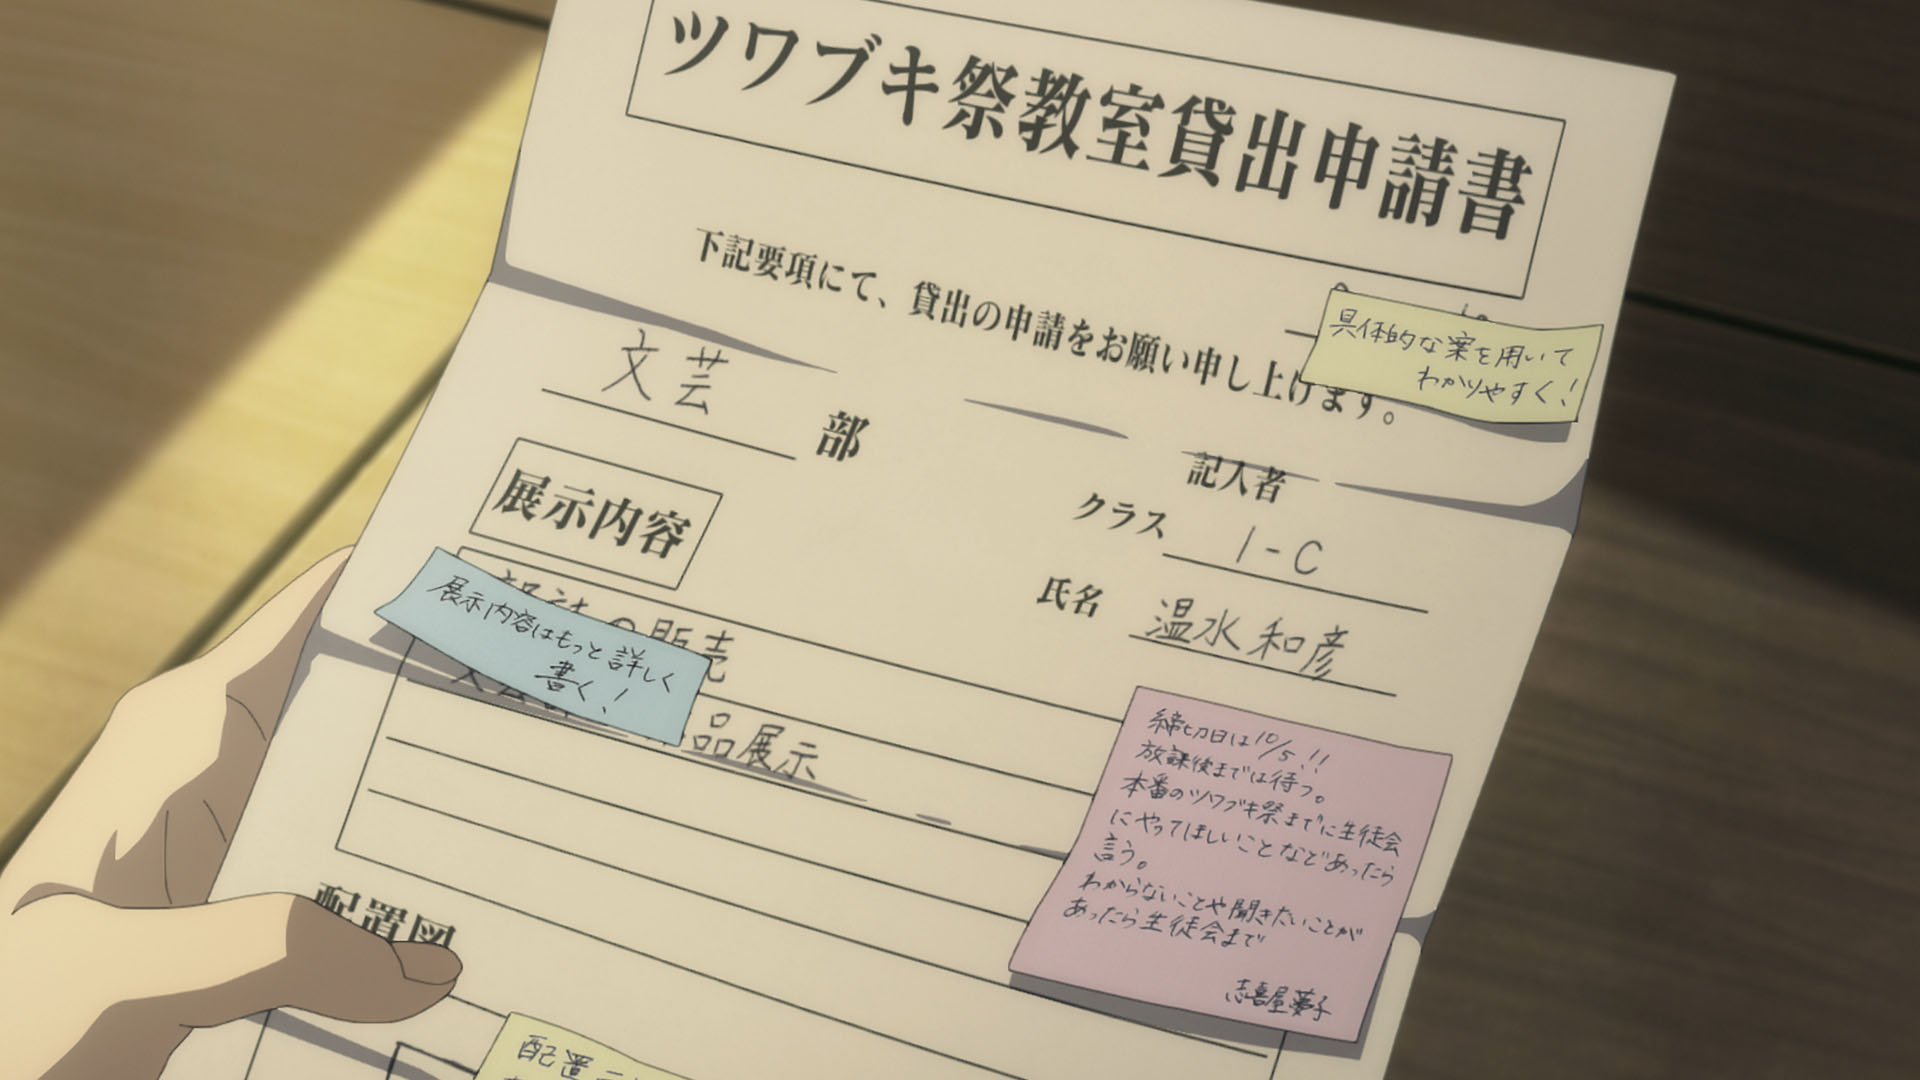 ツワブキ祭教室貸出申請書
下記要項にて、貸出の申請をお願い申し上げます。
具体的な案を用いて
わかりやすく!
文芸 部
記入者
クラス 1-C
氏名 温水 和彦
展示内容
の販売
品展示
展示内容はもっと詳しく
書く!
締切日は10/5!!
放課後までは待つ。
本番のツワブキ祭までに生徒会
にやってほしいことなどあったら
言う。
わからないことや聞きたいことが
あったら生徒会まで
志喜屋夢子
配置図
配置